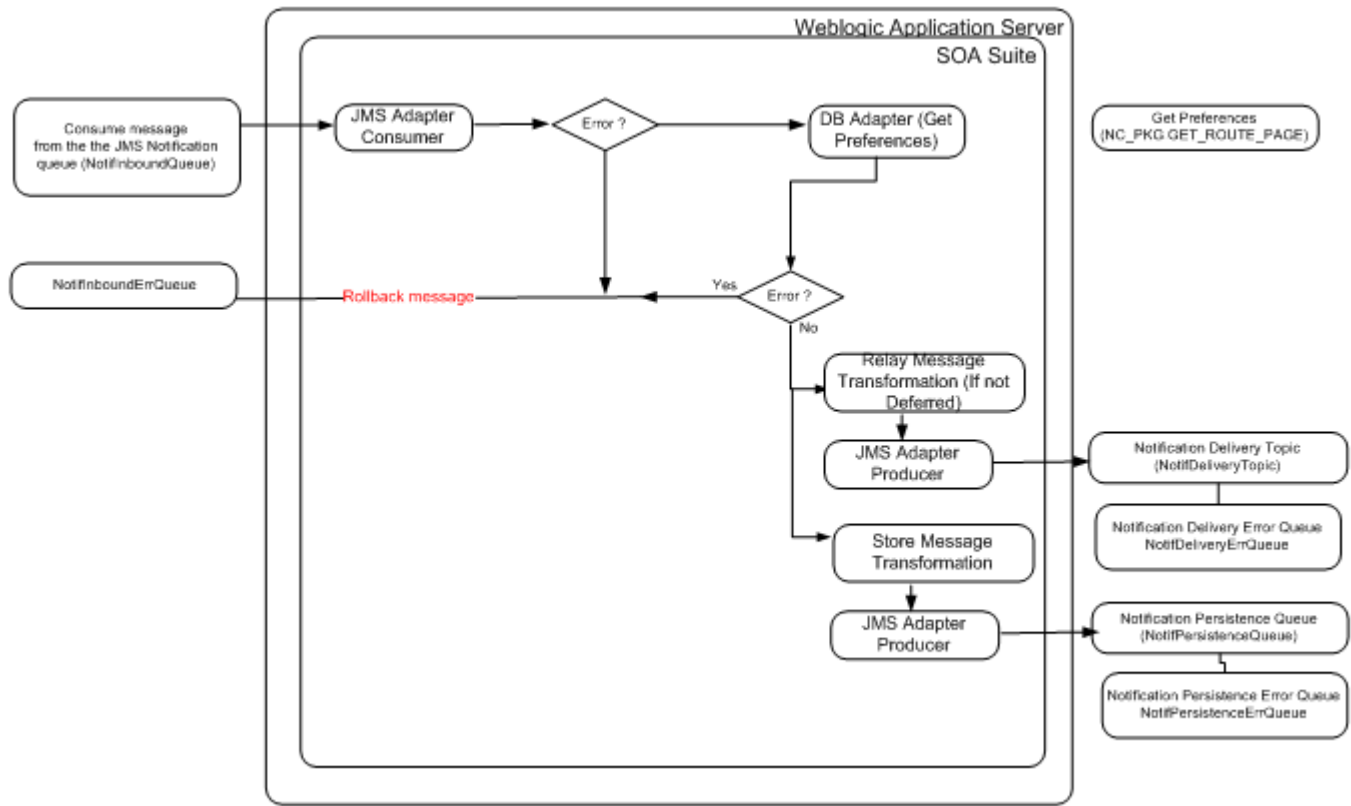 Weblogic Application Server
SOA Suite
Consume message
from the the JMS Notification
queue (NotifInboundQueue)
JMS Adapter
Consumer
Error ?
DB Adapter (Get
Preferences)
Get Preferences
(NC_PKG GET_ROUTE_PAGE)
NotifInboundErrQueue
Rollback message
Yes
Error ?
No
Relay Message
Transformation (If not
Deferred)
JMS Adapter
Producer
Notification Delivery Topic
(NotifDeliveryTopic)
Notification Delivery Error Queue
NotifDeliveryErrQueue
Store Message
Transformation
JMS Adapter
Producer
Notification Persistence Queue
(NotifPersistenceQueue)
Notification Persistence Error Queue
NotifPersistenceErrQueue